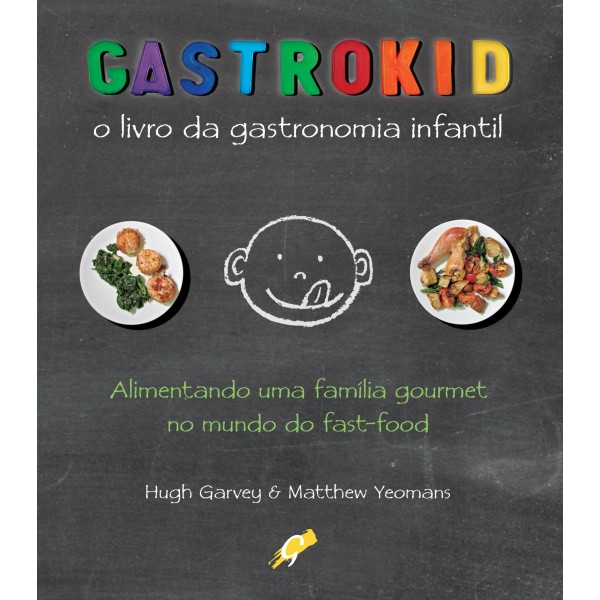 GASTROKID
o livro da gastronomia infantil
Alimentando uma família gourmet
no mundo do fast-food
Hugh Garvey & Matthew Yeomans